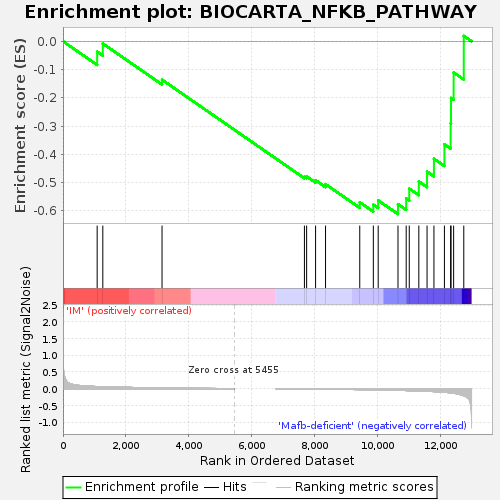 Enrichment plot: BIOCARTA_NFKB_PATHWAY
Enrichment score (ES)
0.0
-0.1
-0.2
-0.3
-0.4
-0.5
-0.6
'IM' (positively correlated)
Ranked list metric (Signal2Noise)
2.5
2.0
1.5
1.0
0.5
0.0
-0.5
-1.0
Zero cross at 5455
'Mafb-deficient' (negatively correlated)
0 2,000 4,000 6,000 8,000 10,000 12,000
Rank in Ordered Dataset
Enrichment profile Hits Ranking metric scores